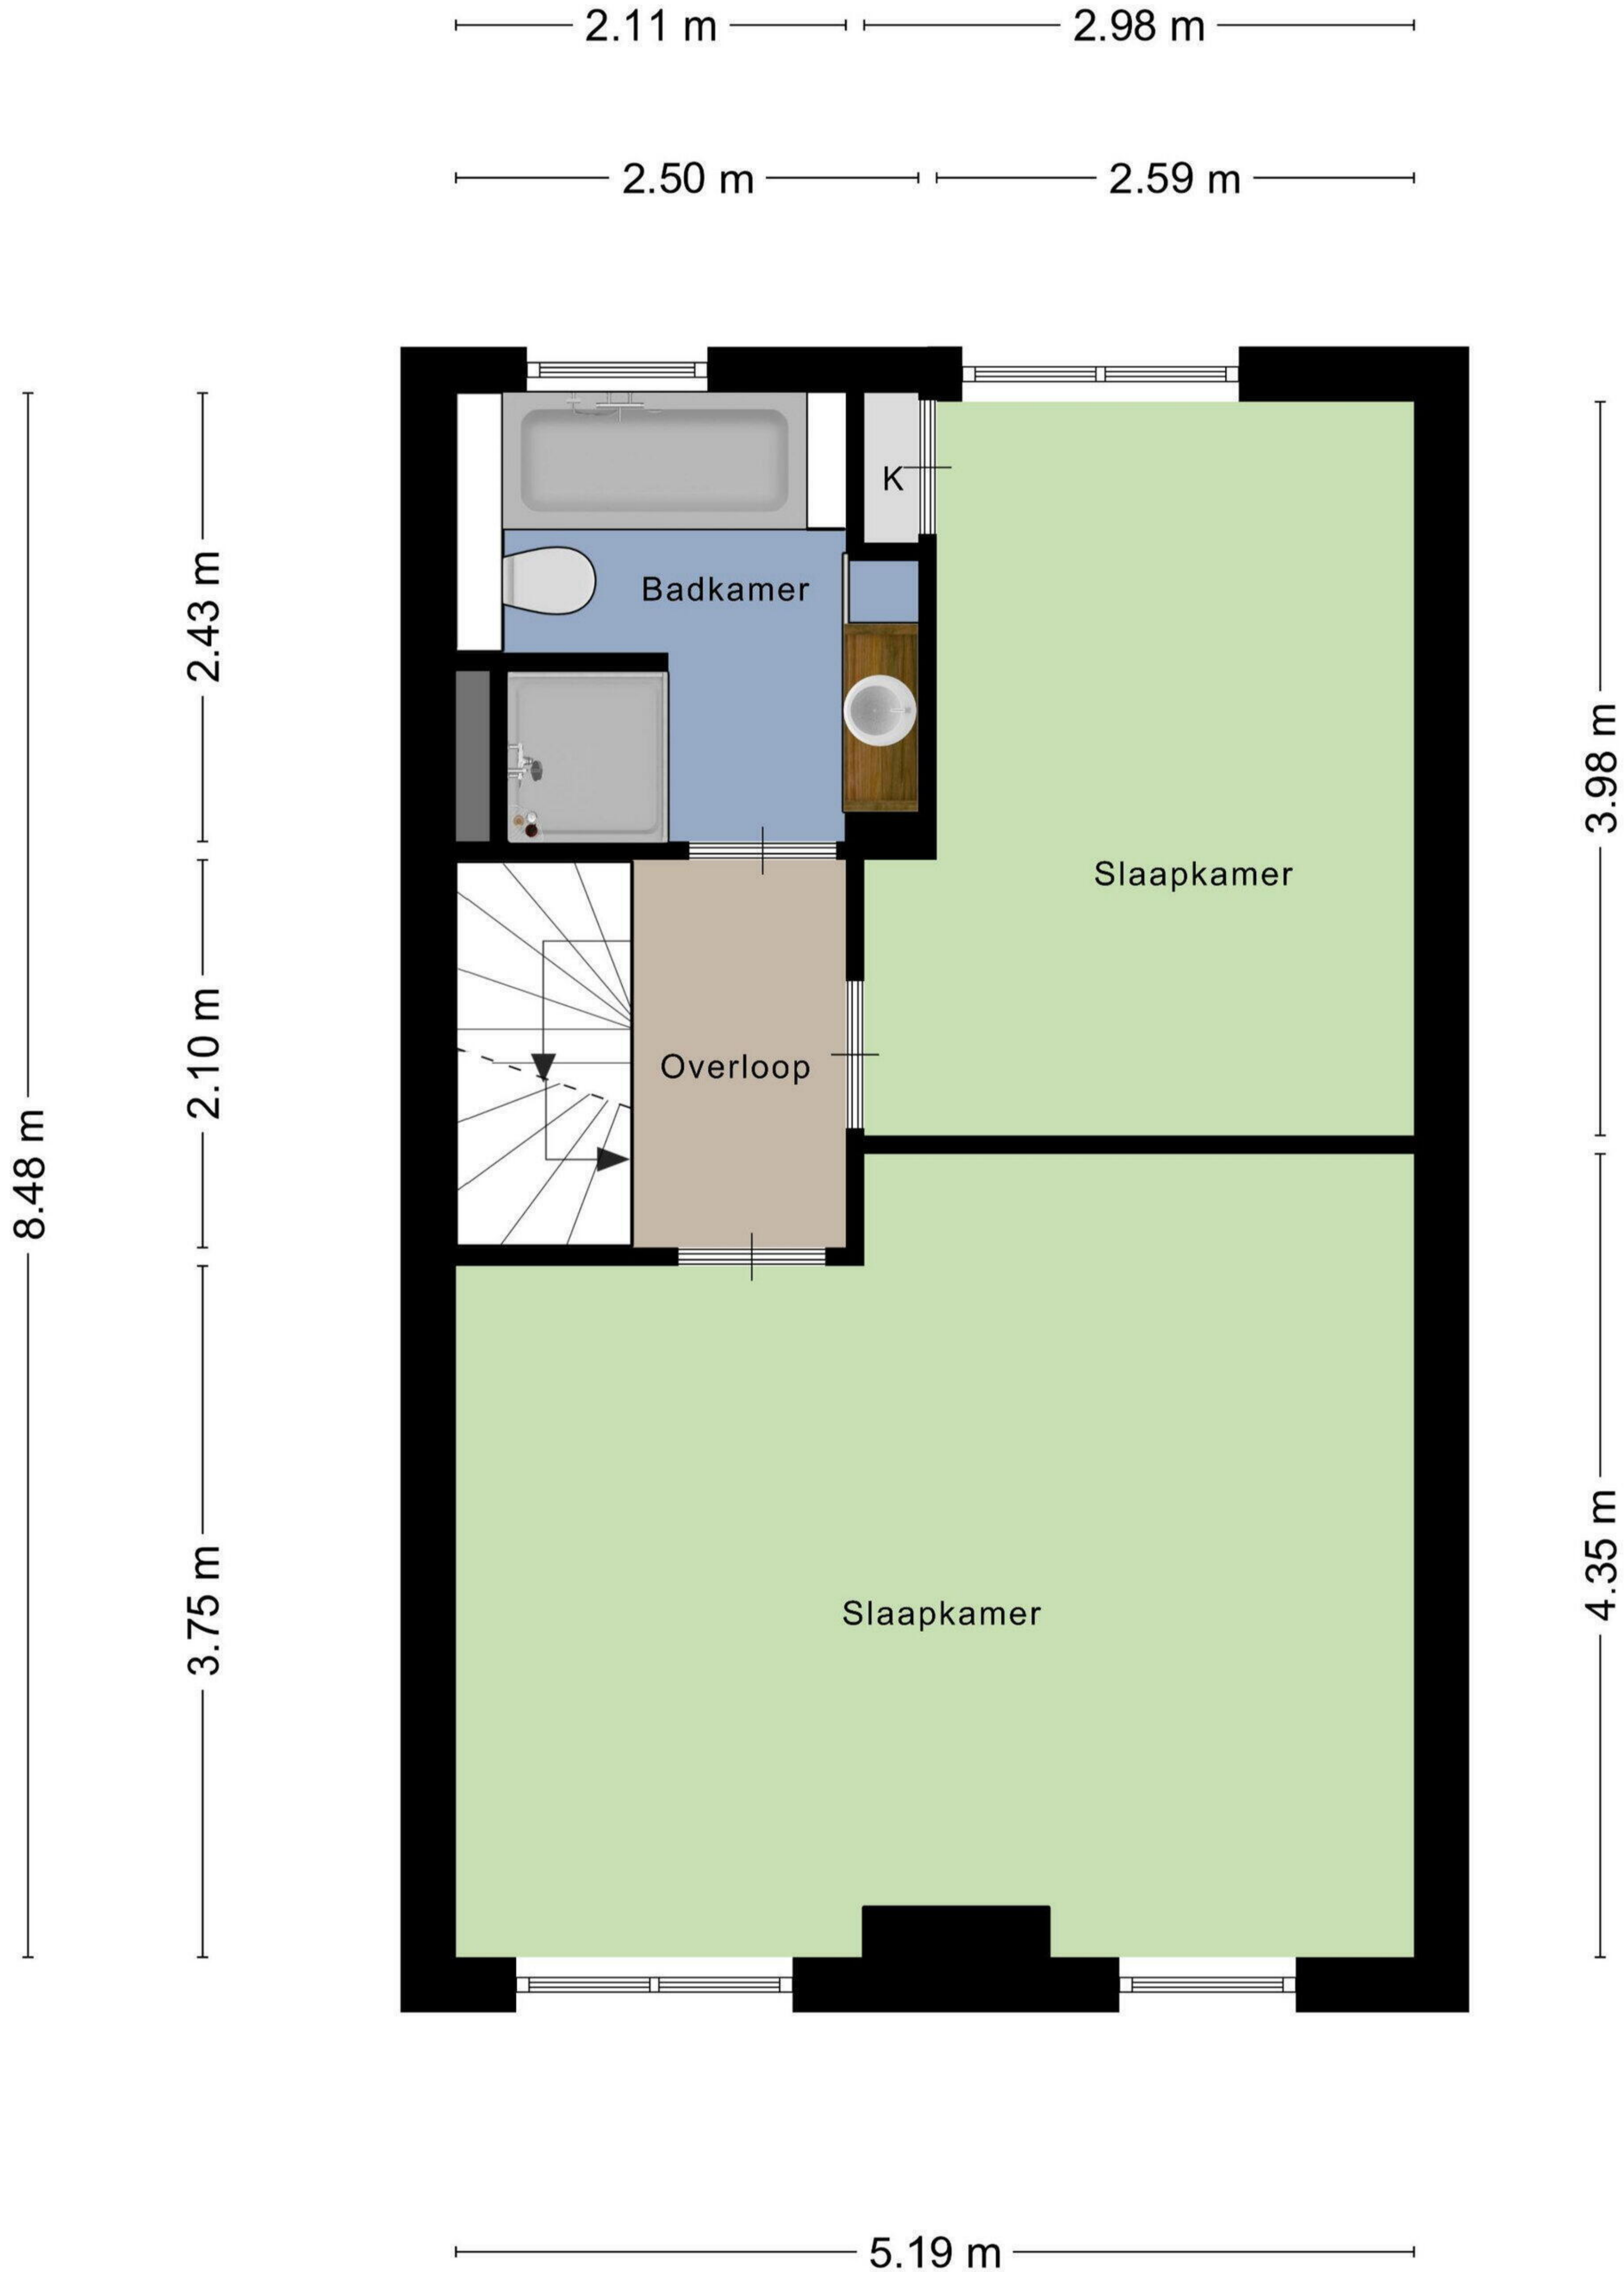 2.11 m
2.98 m
2.50 m
2.59 m
K
Badkamer
2.43 m
3.98 m
Slaapkamer
2.10 m
Overloop
8.48 m
4.35 m
3.75 m
Slaapkamer
5.19 m